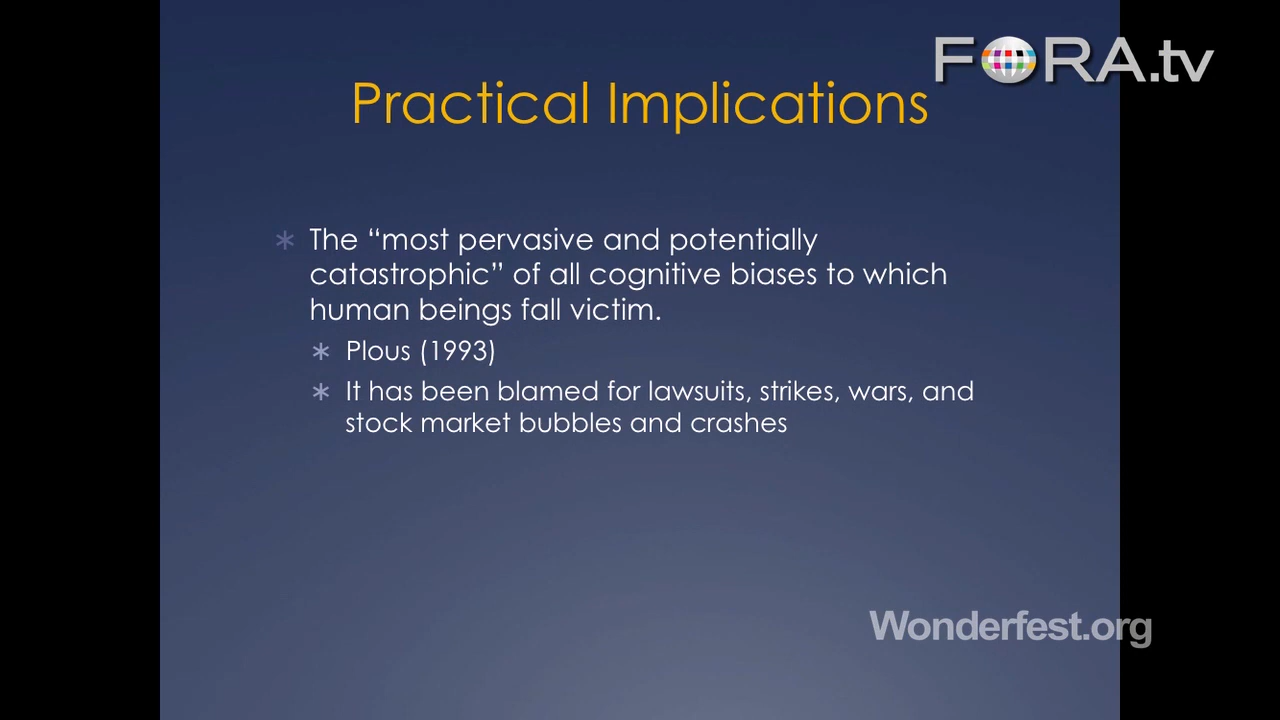 FORA.tv
Practical Implications
The “most pervasive and potentially
catastrophic” of all cognitive biases to which
human beings fall victim.
Plous (1993)
It has been blamed for lawsuits, strikes, wars, and
stock market bubbles and crashes
Wonderfest.org